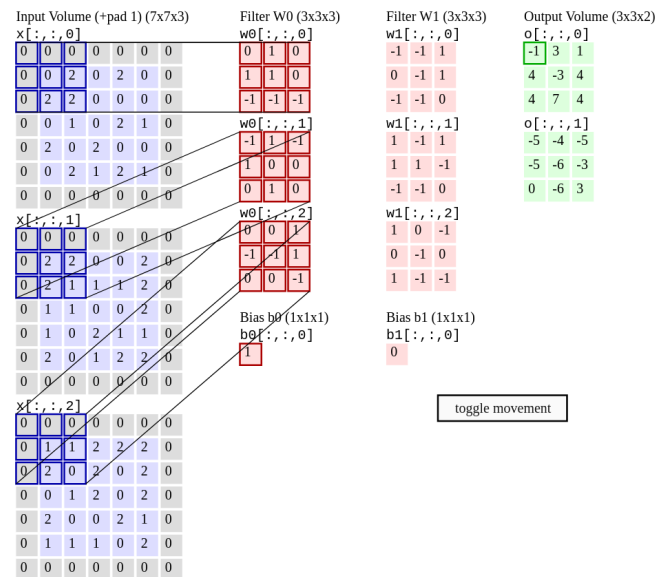 Input Volume (+pad 1) (7x7x3)
x[:,:,0]
0 0 0 0 0 0 0
0 0 2 0 2 0 0
0 2 2 0 0 0 0
0 0 1 0 2 1 0
0 2 0 2 0 0 0
0 0 2 1 2 1 0
0 0 0 0 0 0 0
x[:,:,1]
0 0 0 0 0 0 0
0 2 2 0 0 2 0
0 2 1 1 1 2 0
0 1 1 0 0 2 0
0 1 0 2 1 1 0
0 2 0 1 2 2 0
0 0 0 0 0 0 0
x[:,:,2]
0 0 0 0 0 0 0
0 1 1 2 2 2 0
0 2 0 2 0 2 0
0 0 1 2 0 2 0
0 2 0 0 2 1 0
0 1 1 1 0 2 0
0 0 0 0 0 0 0
Filter W0 (3x3x3)
w0[:,:,0]
0 1 0
1 1 0
-1 -1 -1
w0[:,:,1]
-1 1 -1
1 0 0
0 1 0
w0[:,:,2]
0 0 1
-1 -1 1
0 0 -1
Bias b0 (1x1x1)
b0[:,:,0]
1
Filter W1 (3x3x3)
w1[:,:,0]
-1 -1 1
0 -1 1
-1 -1 0
w1[:,:,1]
1 -1 1
1 1 -1
-1 -1 0
w1[:,:,2]
1 0 -1
0 -1 0
1 -1 -1
Bias b1 (1x1x1)
b1[:,:,0]
0
Output Volume (3x3x2)
o[:,:,0]
-1 3 1
4 -3 4
4 7 4
o[:,:,1]
-5 -4 -5
-5 -6 -3
0 -6 3
toggle movement